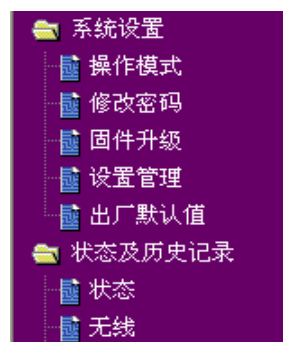 系统设置
操作模式
修改密码
固件升级
设置管理
出厂默认值
状态及历史记录
状态
无线